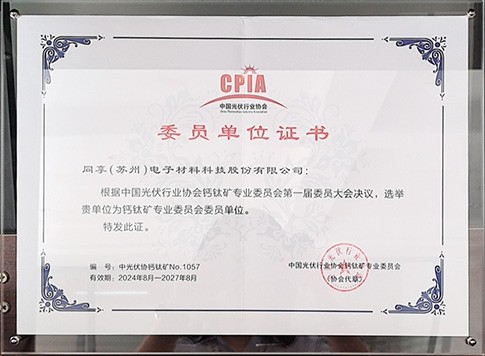 CPIA
中国光伏行业协会
China Photovoltaic Industry Association
委员单位证书
同享（苏州）电子材料科技股份有限公司：
根据中国光伏行业协会钙钛矿专业委员会第一届委员大会决议，选举
贵单位为钙钛矿专业委员会委员单位。
特发此证。
编　号：中光伏协钙钛矿No.1057
有效期：2024年8月—2027年8月
中国光伏行业协会钙钛矿专业委员会
（协会代章）